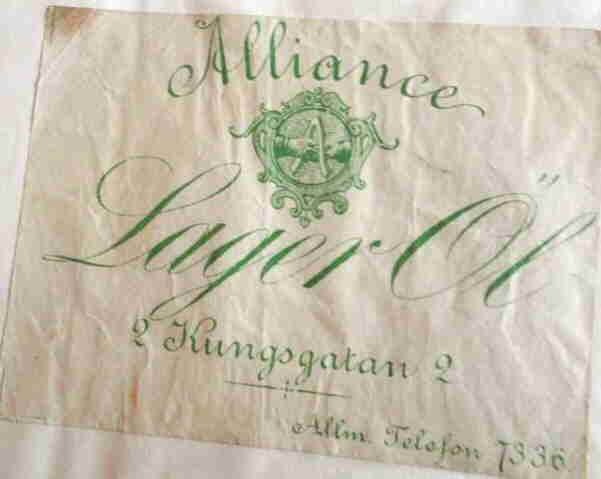 Alliance
A
Lager Öl
2 Kungsgatan 2
Allm. Telefon 7336